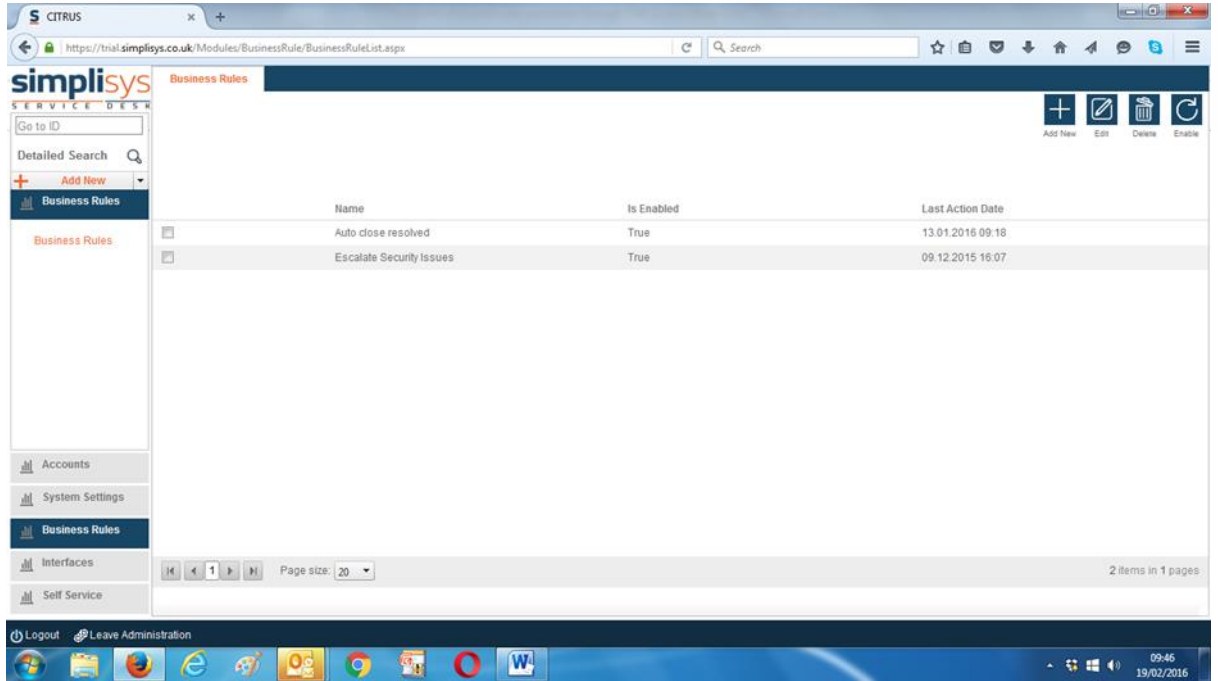 CITRUS
https://trial.simplisys.co.uk/Modules/BusinessRule/BusinessRuleList.aspx
Search
simplisys
SERVICE DESK
Business Rules
Go to ID
Add New Edit Delete Enable
Detailed Search
Add New
Business Rules
Name Is Enabled Last Action Date
Business Rules
Auto close resolved True 13.01.2016 09:18
Escalate Security Issues True 09.12.2015 16:07
Accounts
System Settings
Business Rules
Interfaces
1 Page size: 20 2 items in 1 pages
Self Service
Logout Leave Administration
09:46
19/02/2016